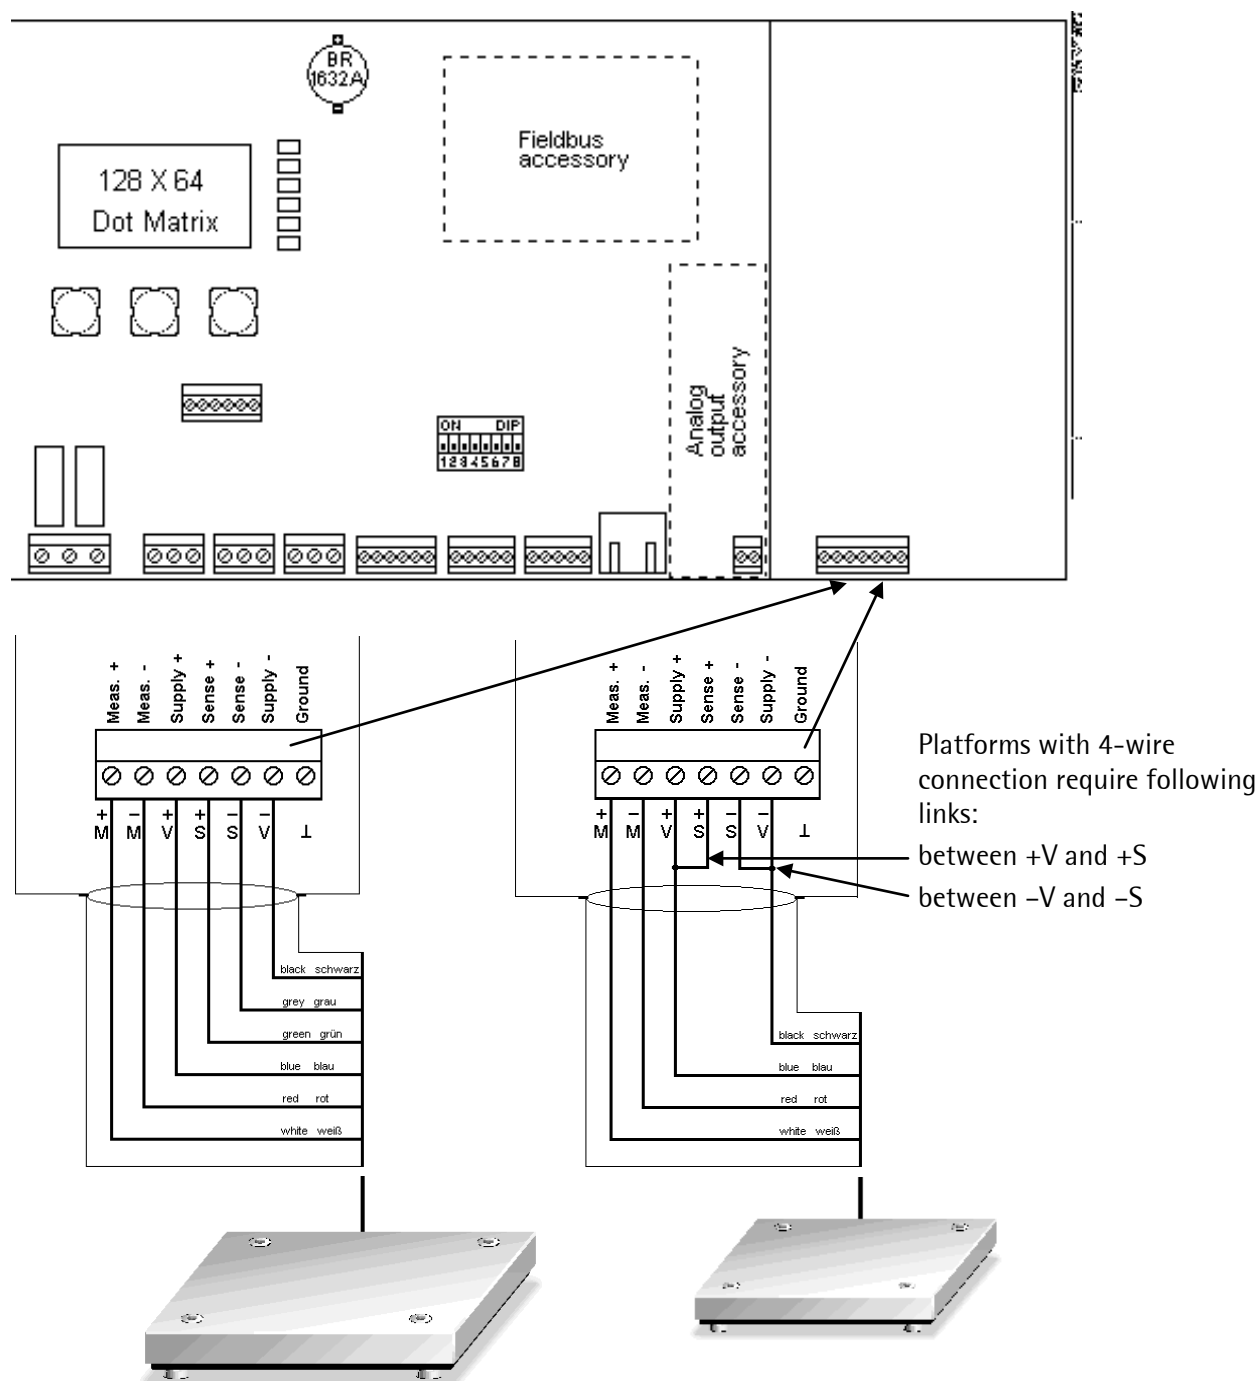 BR
1632A
Fieldbus
accessory
128 X 64
Dot Matrix
Analog
output
accessory
ON DIP
12345678
Meas. +
Meas. -
Supply +
Sense +
Sense -
Supply -
Ground
+ − + + − −
M M V S S V ⊥
black schwarz
grey grau
green grün
blue blau
red rot
white weiß
Meas. +
Meas. -
Supply +
Sense +
Sense -
Supply -
Ground
+ − + + − −
M M V S S V ⊥
Platforms with 4-wire
connection require following
links:
between +V and +S
between –V and –S
black schwarz
blue blau
red rot
white weiß